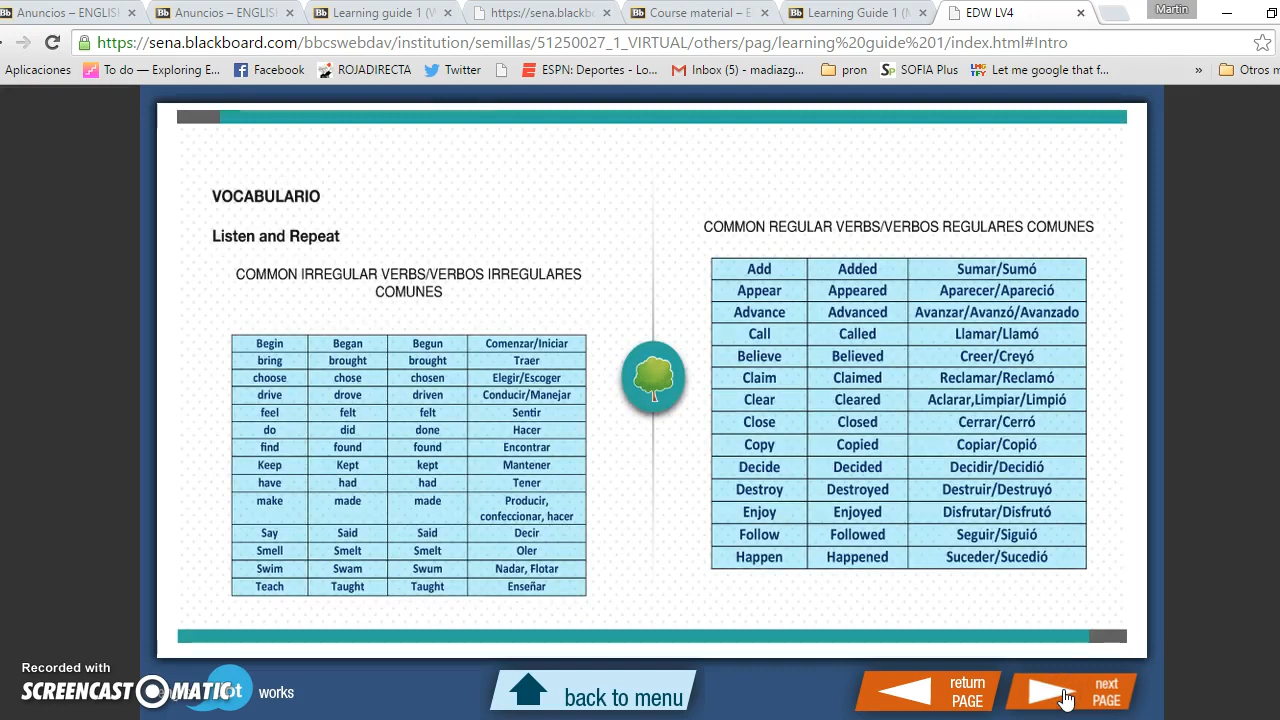 Anuncios – ENGLIS
Anuncios – ENGLIS
Learning guide 1 (V
https://sena.blackbo
Course material – E
Learning Guide 1 (M
EDW LV4
Martin
https://sena.blackboard.com/bbcswebdav/institution/semillas/51250027_1_VIRTUAL/others/pag/learning%20guide%201/index.html#Intro
Aplicaciones
To do — Exploring E...
Facebook
ROJADIRECTA
Twitter
ESPN: Deportes - Lo...
Inbox (5) - madiazg...
pron
SOFIA Plus
Let me google that f...
»
Otros m
VOCABULARIO
Listen and Repeat
COMMON IRREGULAR VERBS/VERBOS IRREGULARES
COMUNES
Begin Began Begun Comenzar/Iniciar
bring brought brought Traer
choose chose chosen Elegir/Escoger
drive drove driven Conducir/Manejar
feel felt felt Sentir
do did done Hacer
find found found Encontrar
Keep Kept kept Mantener
have had had Tener
make made made Producir,
confeccionar, hacer
Say Said Said Decir
Smell Smelt Smelt Oler
Swim Swam Swum Nadar, Flotar
Teach Taught Taught Enseñar
COMMON REGULAR VERBS/VERBOS REGULARES COMUNES
Add Added Sumar/Sumó
Appear Appeared Aparecer/Apareció
Advance Advanced Avanzar/Avanzó/Avanzado
Call Called Llamar/Llamó
Believe Believed Creer/Creyó
Claim Claimed Reclamar/Reclamó
Clear Cleared Aclarar,Limpiar/Limpió
Close Closed Cerrar/Cerró
Copy Copied Copiar/Copió
Decide Decided Decidir/Decidió
Destroy Destroyed Destruir/Destruyó
Enjoy Enjoyed Disfrutar/Disfrutó
Follow Followed Seguir/Siguió
Happen Happened Suceder/Sucedió
Recorded with
SCREENCAST MATIC
works
back to menu
return
PAGE
next
PAGE